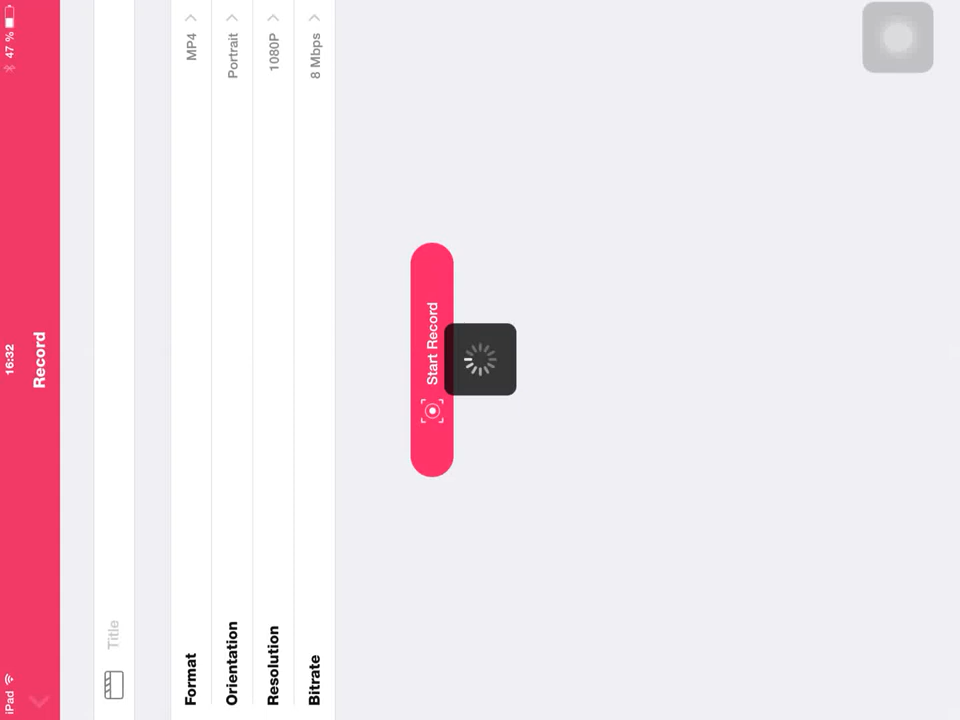 iPad 16:32 47 %
Record
Title
Format MP4
Orientation Portrait
Resolution 1080P
Bitrate 8 Mbps
Start Record